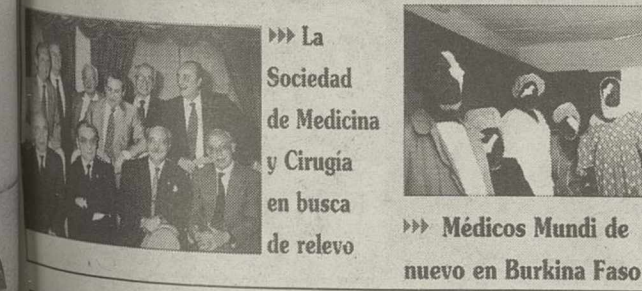 ▸▸▸ La
Sociedad
de Medicina
y Cirugía
en busca
de relevo
▸▸▸ Médicos Mundi de
nuevo en Burkina Faso